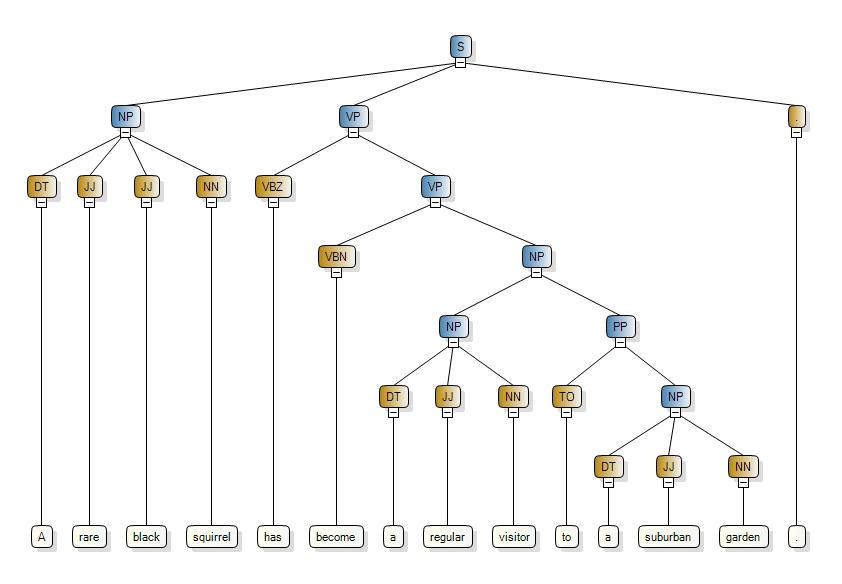 S
NP VP .
DT JJ JJ NN VBZ VP
VBN NP
NP PP
DT JJ NN TO NP
DT JJ NN
A rare black squirrel has become a regular visitor to a suburban garden .